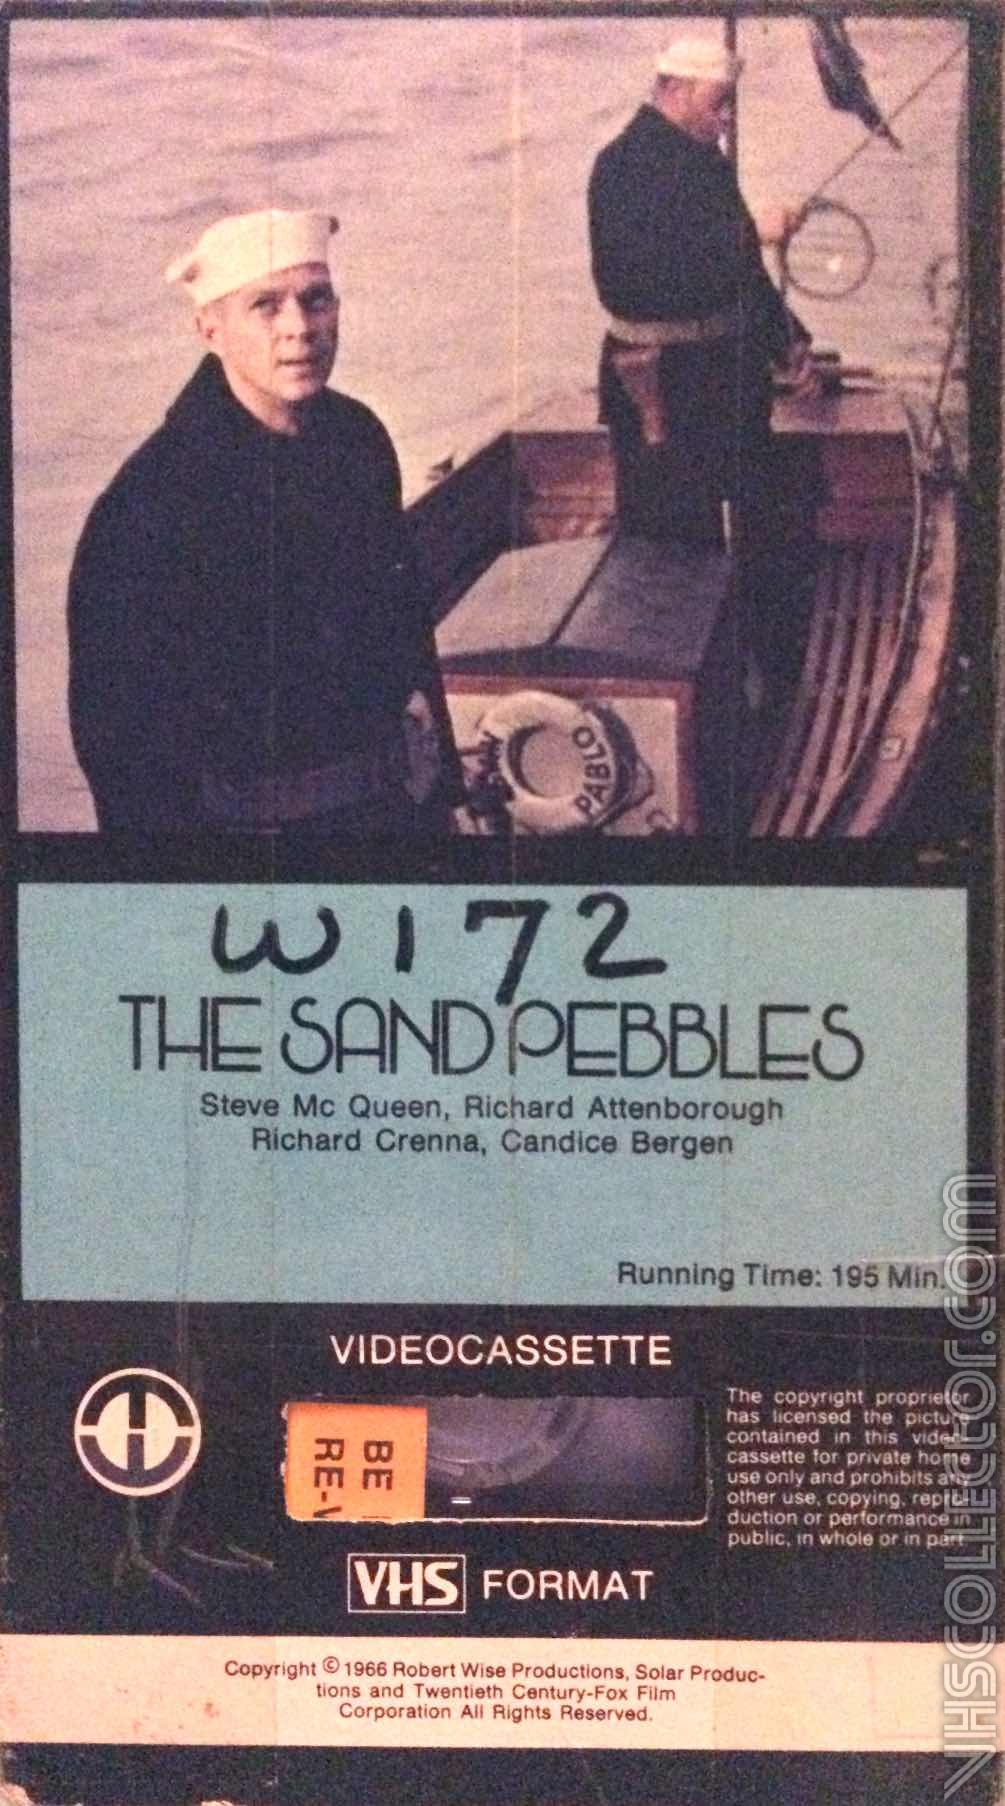 PABLO
W172
THE SAND PEBBLES
Steve Mc Queen, Richard Attenborough
Richard Crenna, Candice Bergen
Running Time: 195 Min.
VIDEOCASSETTE
BE
RE-
The copyright proprietor
has licensed the picture
contained in this video-
cassette for private home
use only and prohibits any
other use, copying, repro-
duction or performance in
public, in whole or in part
VHS FORMAT
Copyright © 1966 Robert Wise Productions, Solar Produc-
tions and Twentieth Century-Fox Film
Corporation All Rights Reserved.
VHSCOLLECTOR.COM